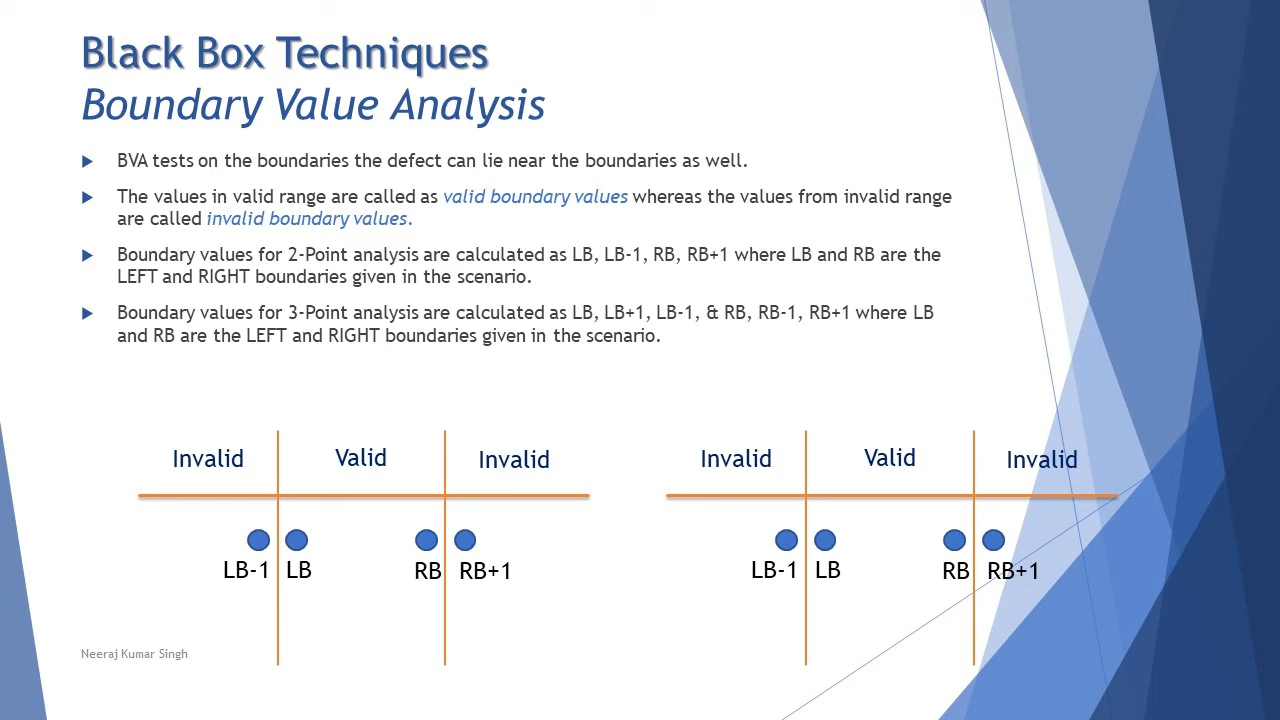 Black Box Techniques
Boundary Value Analysis
BVA tests on the boundaries the defect can lie near the boundaries as well.
The values in valid range are called as valid boundary values whereas the values from invalid range
are called invalid boundary values.
Boundary values for 2-Point analysis are calculated as LB, LB-1, RB, RB+1 where LB and RB are the
LEFT and RIGHT boundaries given in the scenario.
Boundary values for 3-Point analysis are calculated as LB, LB+1, LB-1, & RB, RB-1, RB+1 where LB
and RB are the LEFT and RIGHT boundaries given in the scenario.
Invalid Valid Invalid
LB-1 LB RB RB+1
Invalid Valid Invalid
LB-1 LB RB RB+1
Neeraj Kumar Singh